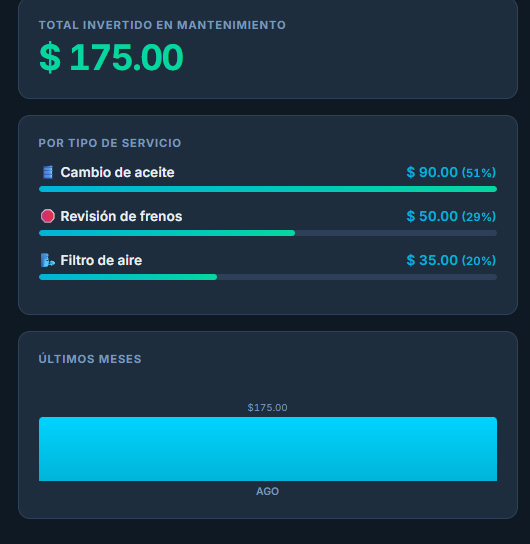 TOTAL INVERTIDO EN MANTENIMIENTO
$ 175.00
POR TIPO DE SERVICIO
Cambio de aceite $ 90.00 (51%)
Revisión de frenos $ 50.00 (29%)
Filtro de aire $ 35.00 (20%)
ÚLTIMOS MESES
$175.00
AGO